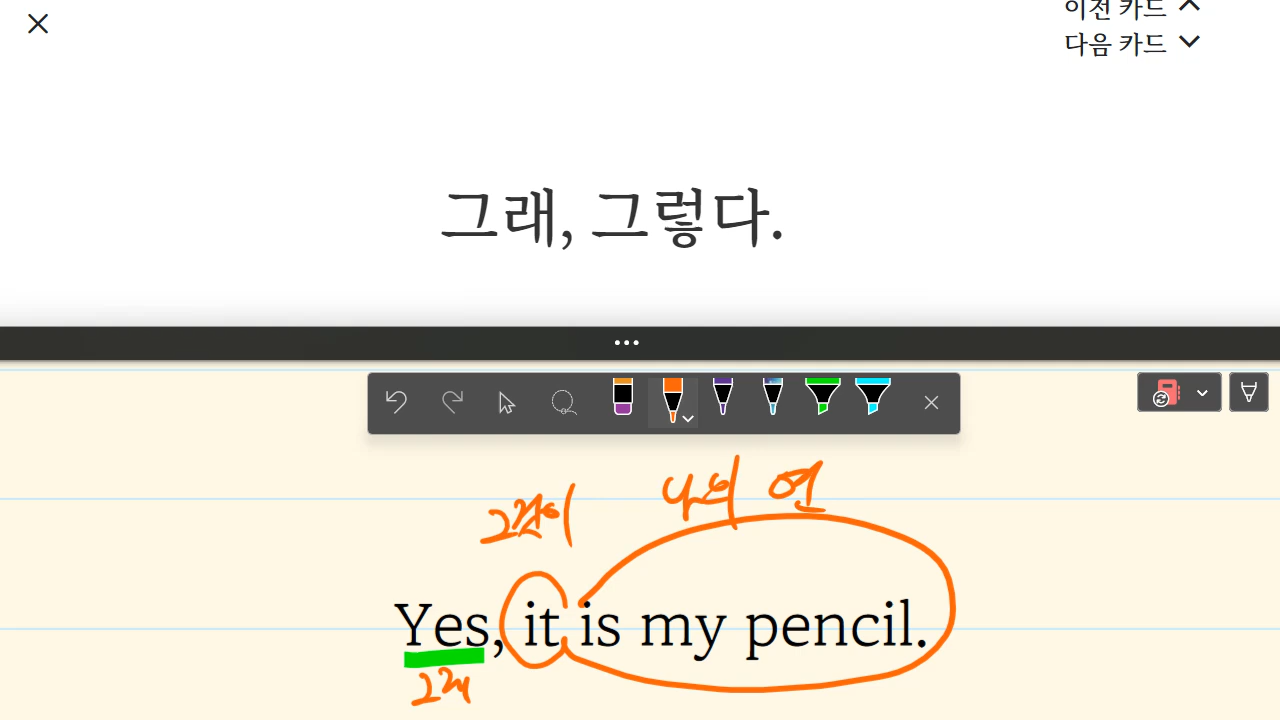 이전 카드
다음 카드
그래, 그렇다.
그것이 나의 연
Yes, it is my pencil.
그래